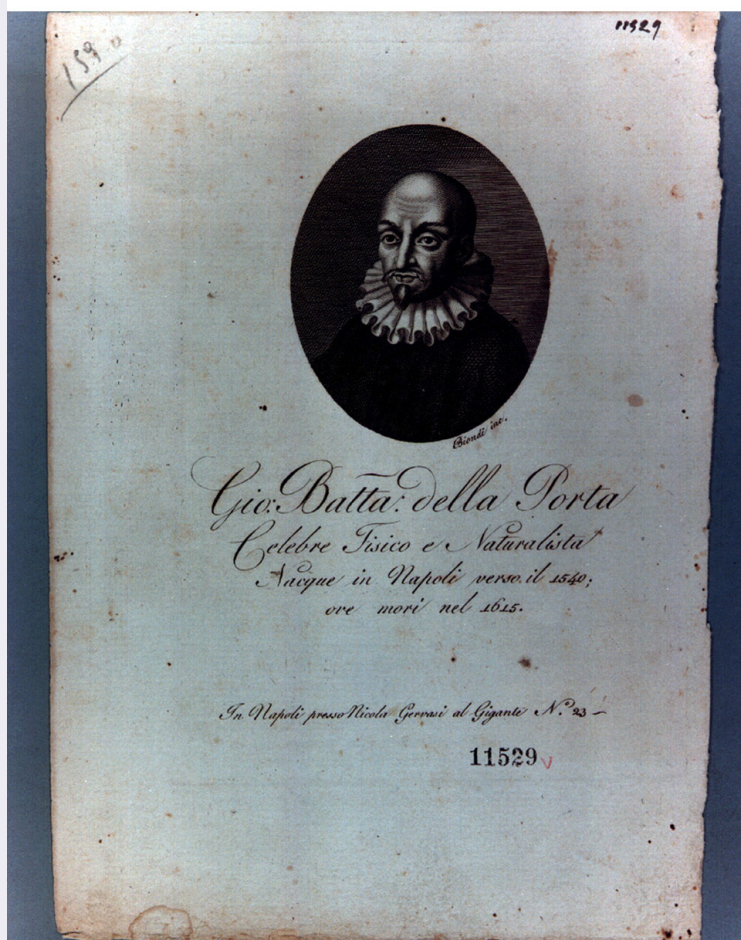 159
11529
Biondi inc.
Gio: Batta: della Porta
Celebre Fisico e Naturalista
Nacque in Napoli verso il 1540;
ove morì nel 1615.
In Napoli presso Nicola Gervasi al Gigante N.º 23
11529